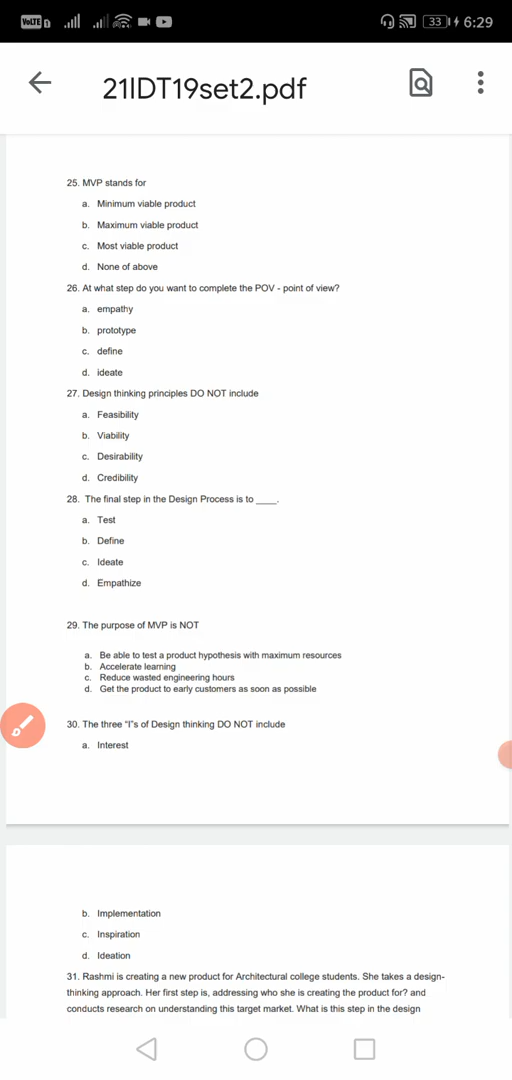 VoLTE 33 6:29
21IDT19set2.pdf
25. MVP stands for
a. Minimum viable product
b. Maximum viable product
c. Most viable product
d. None of above
26. At what step do you want to complete the POV - point of view?
a. empathy
b. prototype
c. define
d. ideate
27. Design thinking principles DO NOT include
a. Feasibility
b. Viability
c. Desirability
d. Credibility
28. The final step in the Design Process is to ____.
a. Test
b. Define
c. Ideate
d. Empathize
29. The purpose of MVP is NOT
a. Be able to test a product hypothesis with maximum resources
b. Accelerate learning
c. Reduce wasted engineering hours
d. Get the product to early customers as soon as possible
30. The three "I"s of Design thinking DO NOT include
a. Interest
b. Implementation
c. Inspiration
d. Ideation
31. Rashmi is creating a new product for Architectural college students. She takes a design-
thinking approach. Her first step is, addressing who she is creating the product for? and
conducts research on understanding this target market. What is this step in the design